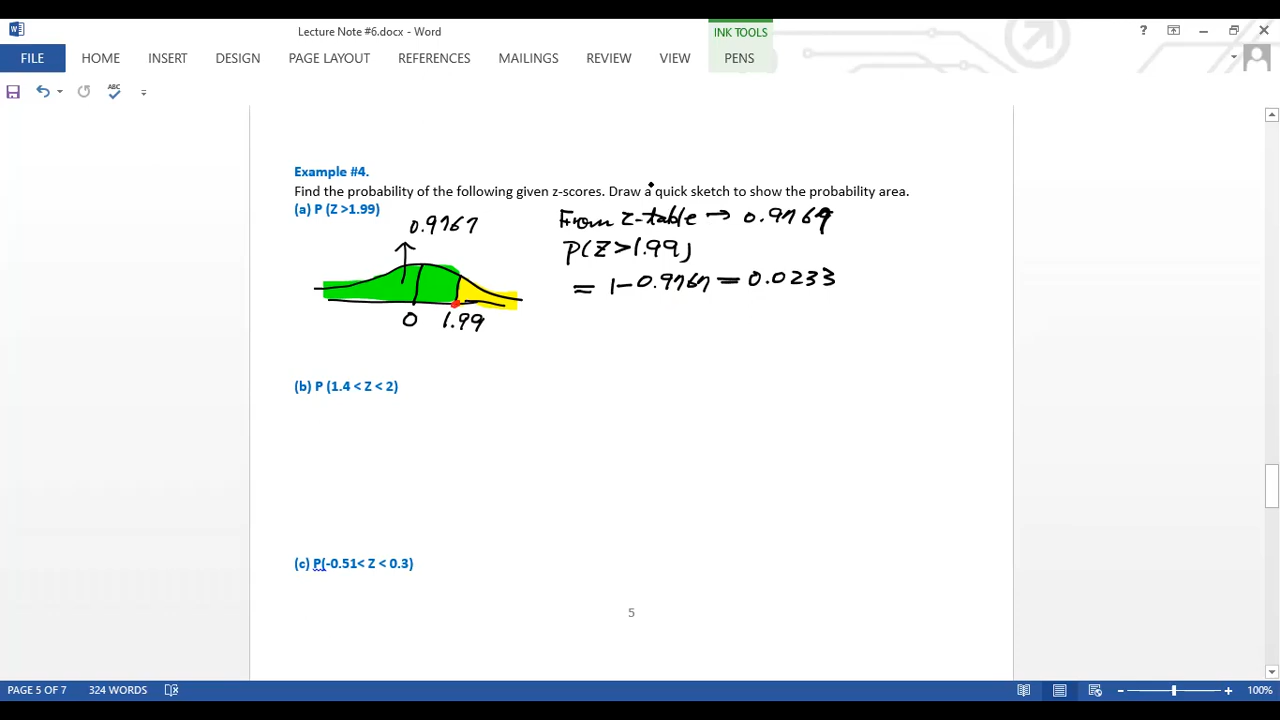 Lecture Note #6.docx - Word
INK TOOLS
?
FILE HOME INSERT DESIGN PAGE LAYOUT REFERENCES MAILINGS REVIEW VIEW PENS
ABC
Example #4.
Find the probability of the following given z-scores. Draw a quick sketch to show the probability area.
(a) P (Z >1.99)
0.9767
0
1.99
From z-table → 0.9769
P(Z>1.99)
= 1-0.9767 = 0.0233
(b) P (1.4 < Z < 2)
(c) P(-0.51< Z < 0.3)
5
PAGE 5 OF 7 324 WORDS 100%